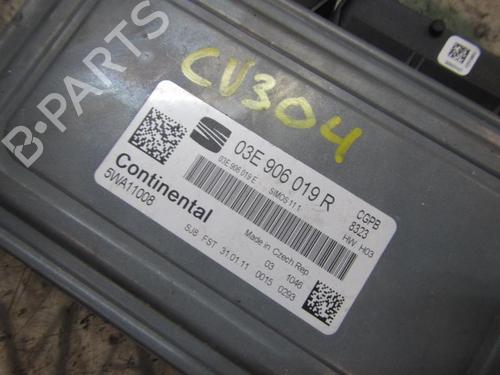 B-PARTS
CV304
03E 906 019 R
03E 906 019 E SIMOS 11.1
CGPB
8323
HW H03
Continental
5WA11008
Made in Czech Rep
03 1046
SJ8 FST 31.01.11 0015 0293